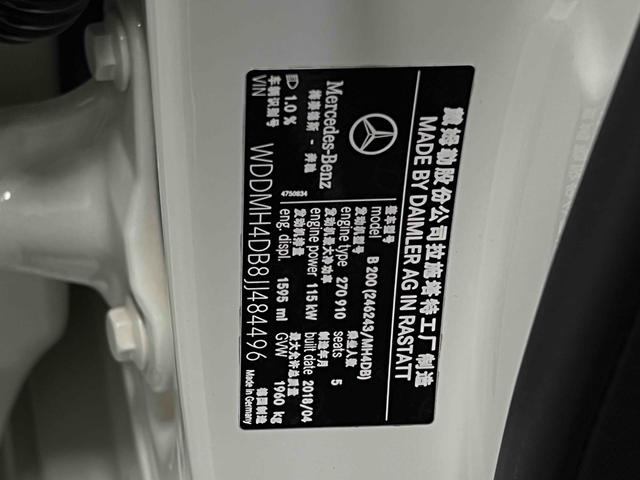 戴姆勒股份公司拉施塔特工厂制造
MADE BY DAIMLER AG IN RASTATT
整车型号
model B 200 (246243/MH4DB)
发动机型号 乘坐人数
engine type 270 910 seats 5
发动机最大净功率 制造年月
engine power 115 kW built date 2018/04
发动机排量 最大允许总质量
eng. displ. 1595 ml GVW 1960 kg
Mercedes-Benz
梅赛德斯 - 奔驰
4750834
1.0 %
车辆识别号
VIN WDDMH4DB8JJ484496
德国制造
Made in Germany